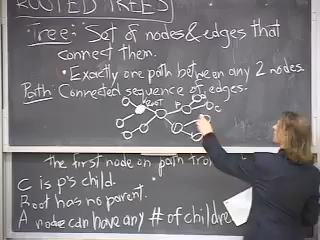 ROOTED TREES
Tree: Set of nodes & edges that
connect them.
• Exactly one path between any 2 nodes.
Path: Connected sequence of edges.
ROOT
P
C
the first node on path from
C is P's child.
Root has no parent.
A node can have any # of children